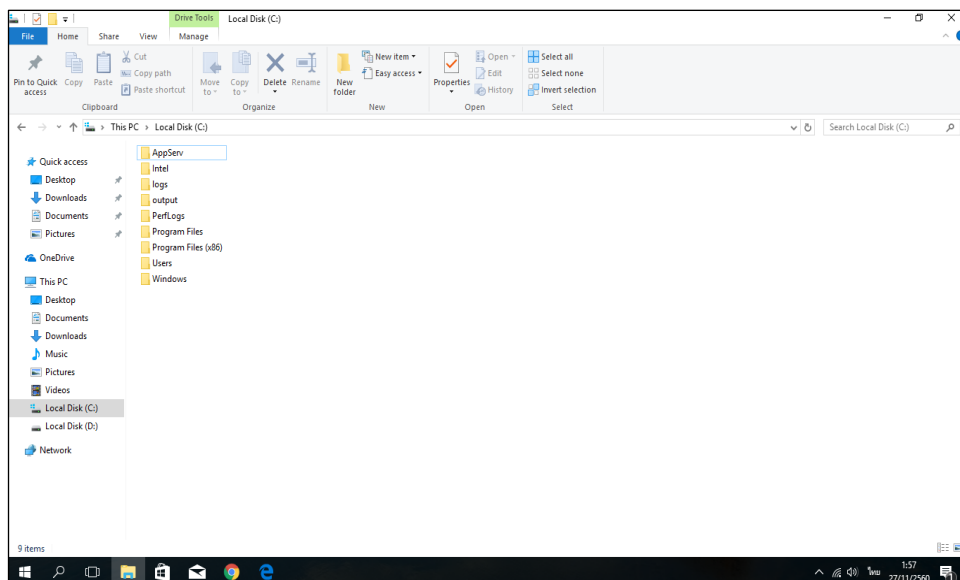 Drive Tools Local Disk (C:)
File Home Share View Manage
Pin to Quick access
Copy
Paste
Cut
Copy path
Paste shortcut
Move to
Copy to
Delete
Rename
New folder
New item
Easy access
Properties
Open
Edit
History
Select all
Select none
Invert selection
Clipboard Organize New Open Select
This PC > Local Disk (C:)
Search Local Disk (C:)
Quick access
Desktop
Downloads
Documents
Pictures
OneDrive
This PC
Desktop
Documents
Downloads
Music
Pictures
Videos
Local Disk (C:)
Local Disk (D:)
Network
AppServ
Intel
logs
output
PerfLogs
Program Files
Program Files (x86)
Users
Windows
9 items
ไทย
1:57
27/11/2560